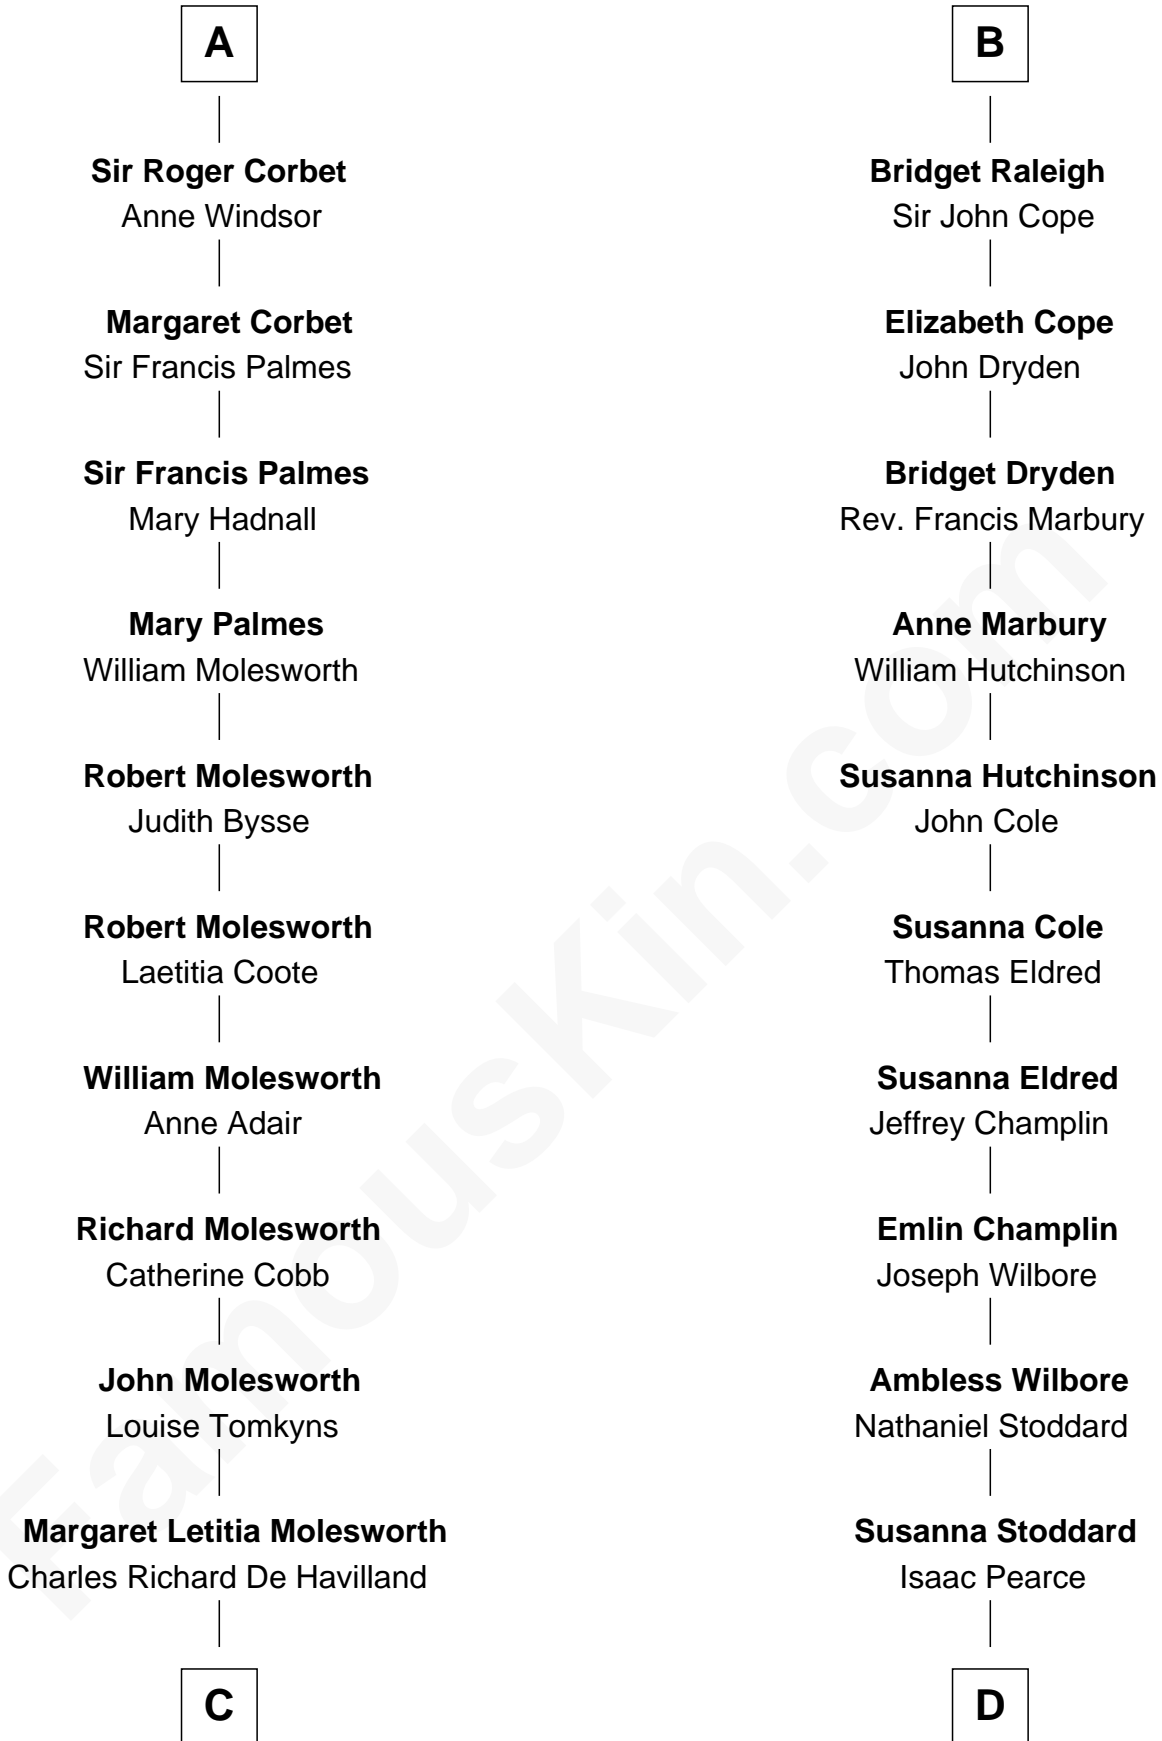 A
Sir Roger Corbet
Anne Windsor
Margaret Corbet
Sir Francis Palmes
Sir Francis Palmes
Mary Hadnall
Mary Palmes
William Molesworth
Robert Molesworth
Judith Bysse
Robert Molesworth
Laetitia Coote
William Molesworth
Anne Adair
Richard Molesworth
Catherine Cobb
John Molesworth
Louise Tomkyns
Margaret Letitia Molesworth
Charles Richard De Havilland
C
B
Bridget Raleigh
Sir John Cope
Elizabeth Cope
John Dryden
Bridget Dryden
Rev. Francis Marbury
Anne Marbury
William Hutchinson
Susanna Hutchinson
John Cole
Susanna Cole
Thomas Eldred
Susanna Eldred
Jeffrey Champlin
Emlin Champlin
Joseph Wilbore
Ambless Wilbore
Nathaniel Stoddard
Susanna Stoddard
Isaac Pearce
D
FamousKin.com